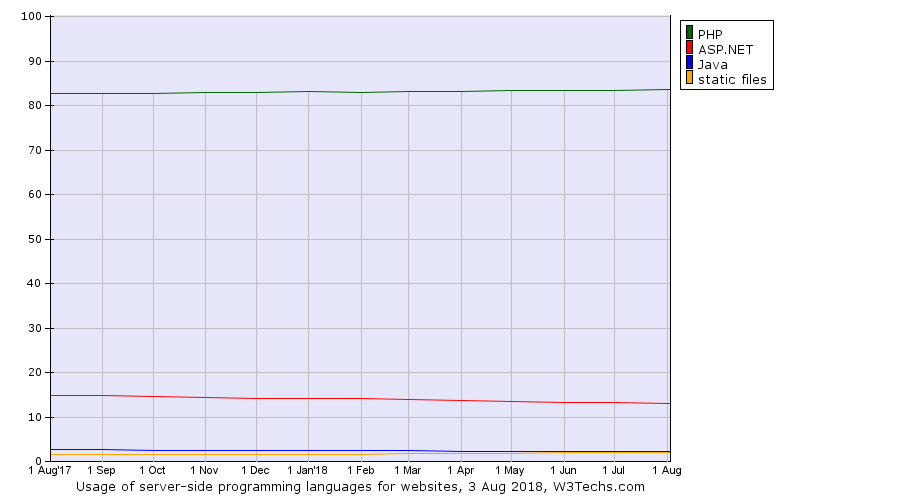 100
90
80
70
60
50
40
30
20
10
0
1 Aug'17 1 Sep 1 Oct 1 Nov 1 Dec 1 Jan'18 1 Feb 1 Mar 1 Apr 1 May 1 Jun 1 Jul 1 Aug
Usage of server-side programming languages for websites, 3 Aug 2018, W3Techs.com
PHP
ASP.NET
Java
static files